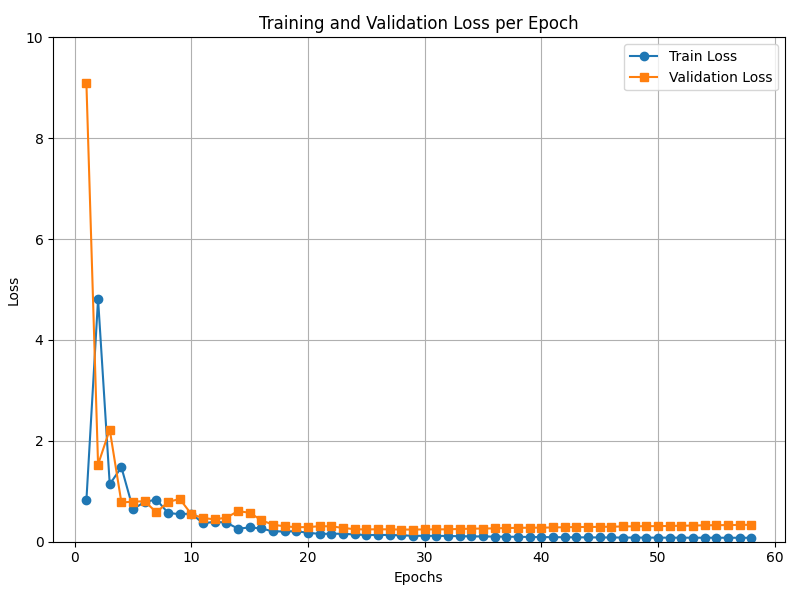 Training and Validation Loss per Epoch
Train Loss
Validation Loss
10
8
6
4
2
0
Loss
0 10 20 30 40 50 60
Epochs